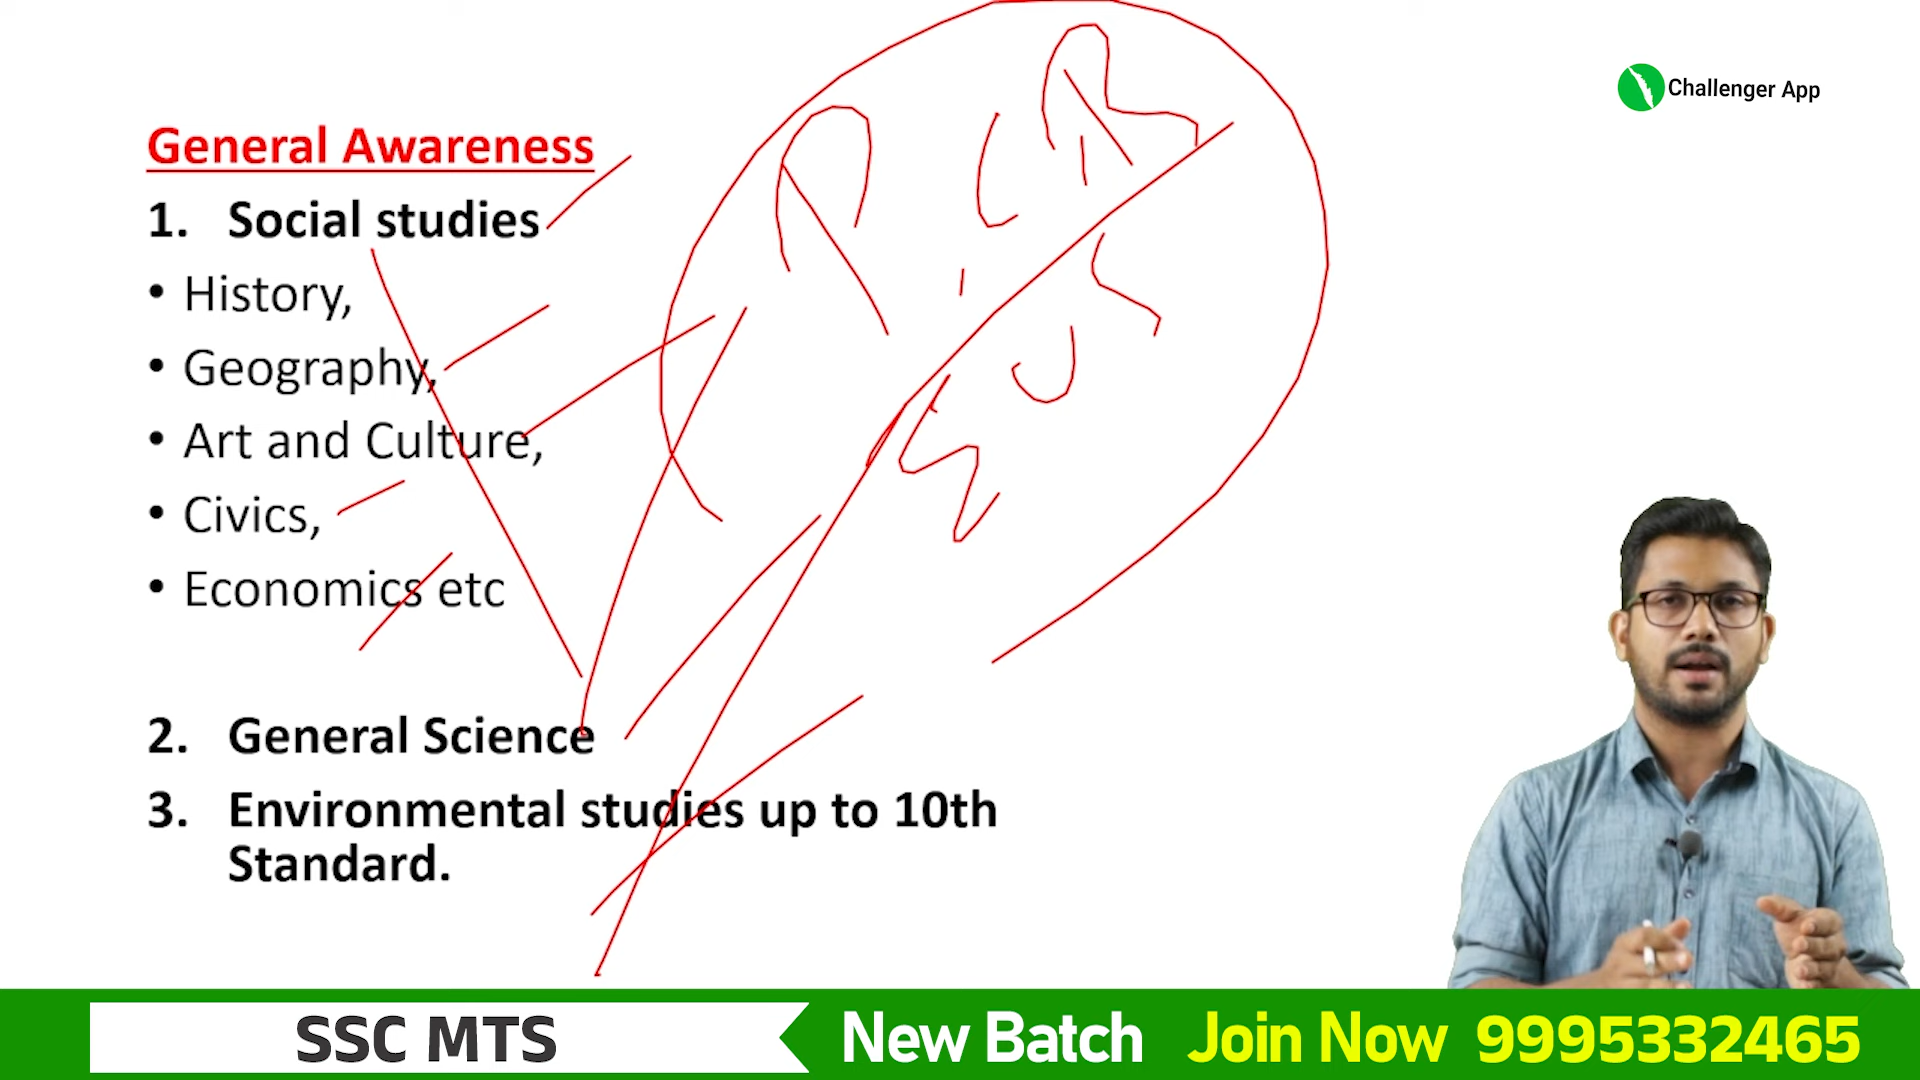 Challenger App
General Awareness
1. Social studies
• History,
• Geography,
• Art and Culture,
• Civics,
• Economics etc
2. General Science
3. Environmental studies up to 10th
Standard.
SSC MTS
New Batch
Join Now 9995332465